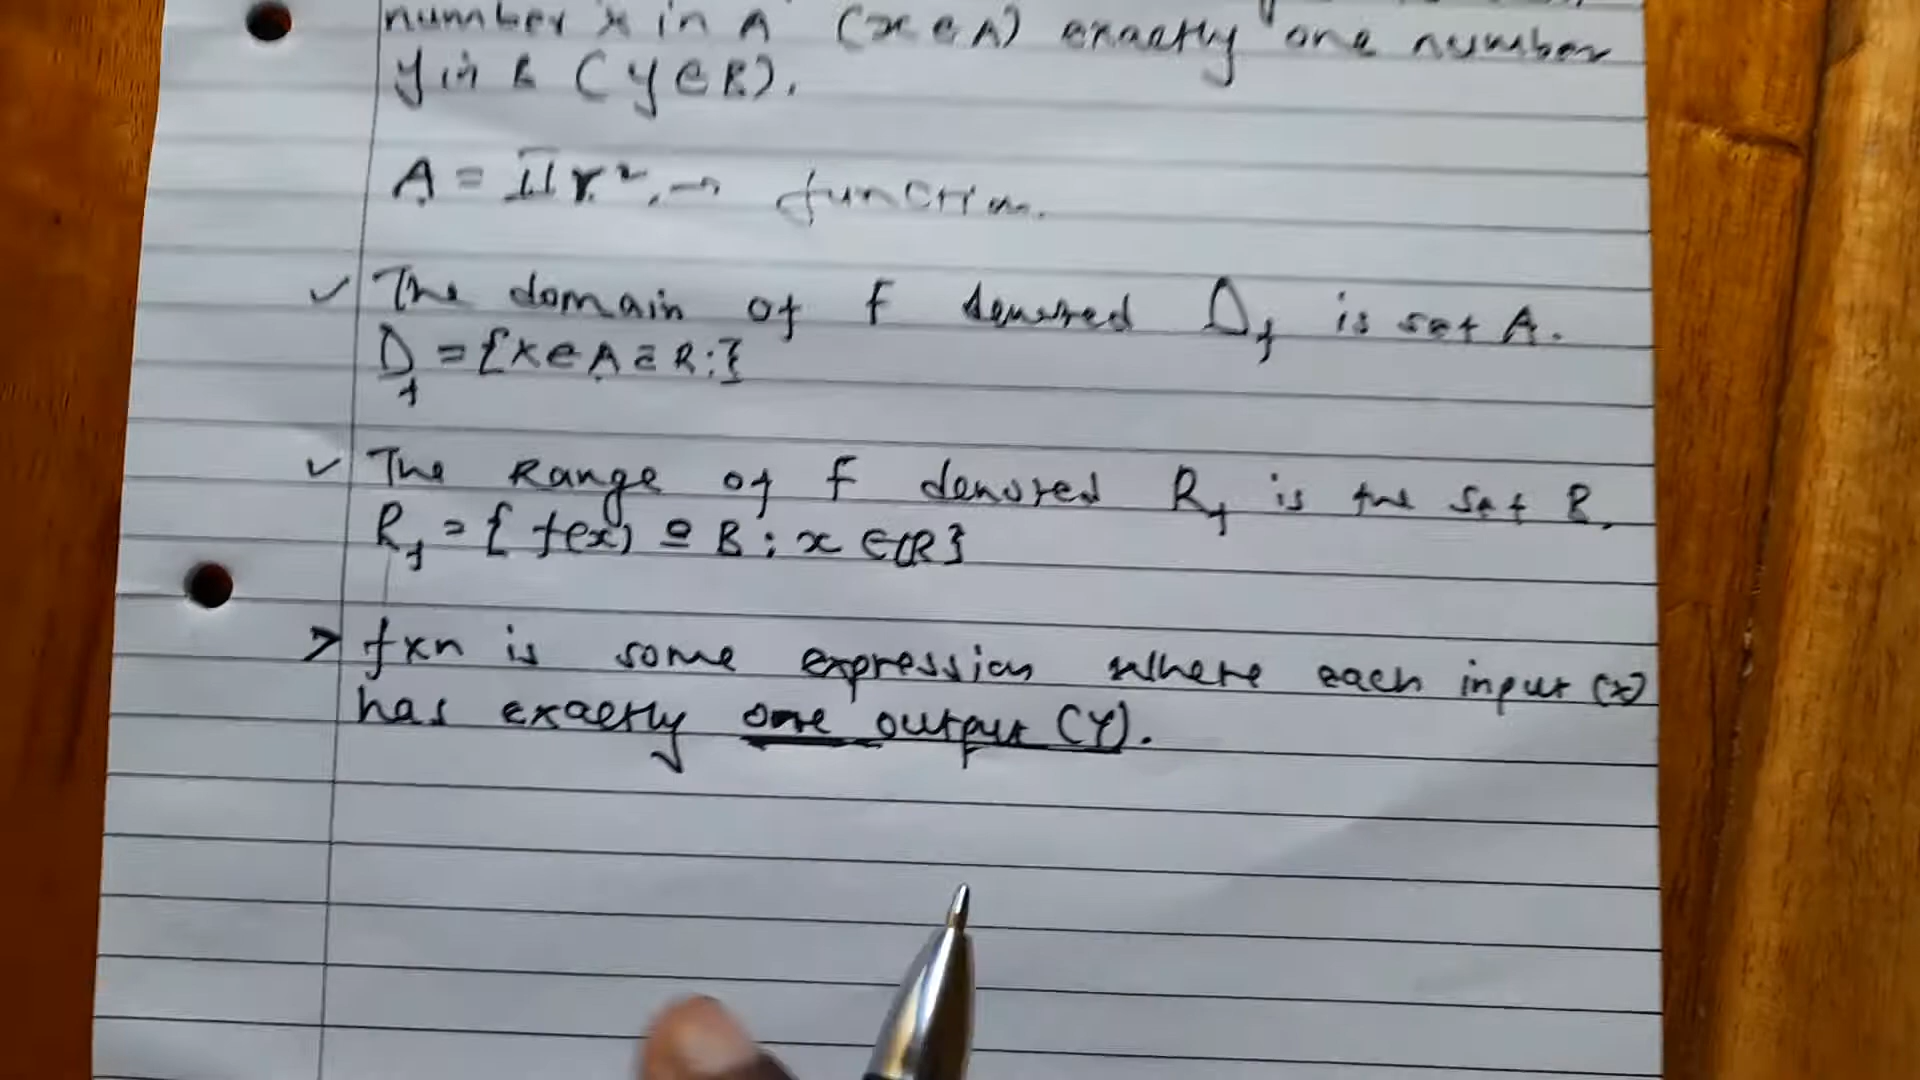 number x in A (x ∈ A) exactly one number
y in B (y ∈ B).
A = πr². → function.
✓ The domain of f denoted D_f is set A.
D_f = {x ∈ A ⊆ R:}
✓ The Range of f denoted R_f is the set B.
R_f = { f(x) ⊆ B : x ∈ ℝ}
> fxn is some expression where each input (x)
has exactly one output (y).